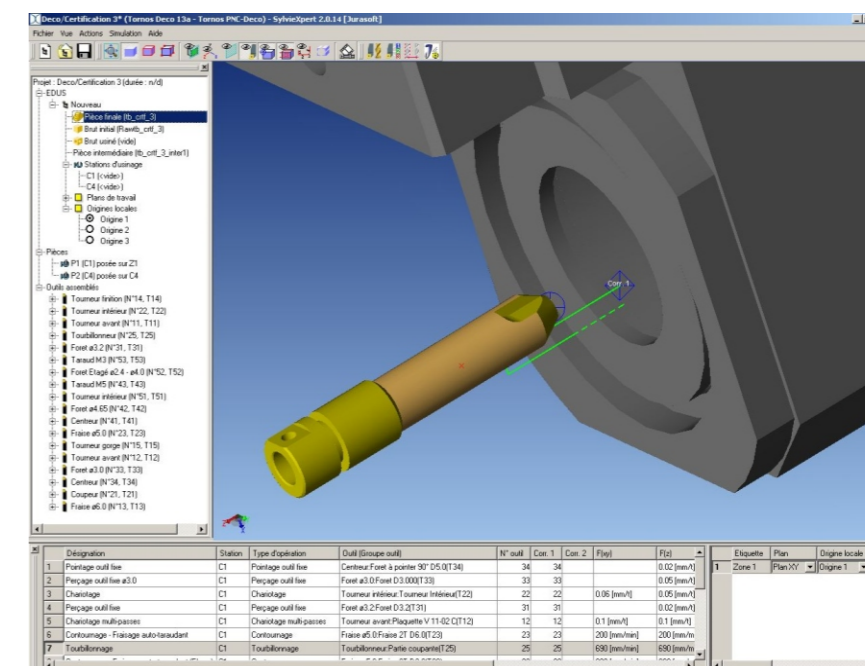 Deco/Certification 3* (Tornos Deco 13a - Tornos PNC-Deco) - SylvieXpert 2.0.14 [Jurasoft]
Fichier Vue Actions Simulation Aide
Projet : Deco/Certification 3 (durée : n/d)
EDUS
Nouveau
Pièce finale (tb_crtf_3)
Brut initial (Rawtb_crtf_3)
Brut usiné (vide)
Pièce intermédiaire (tb_crtf_3_inter1)
Stations d'usinage
C1 (<vide>)
C4 (<vide>)
Plans de travail
Origines locales
Origine 1
Origine 2
Origine 3
Pièces
P1 (C1) posée sur Z1
P2 (C4) posée sur C4
Outils assemblés
Tourneur finition (N°14, T14)
Tourneur intérieur (N°22, T22)
Tourneur avant (N°11, T11)
Tourbillonneur (N°25, T25)
Foret ø3.2 (N°31, T31)
Taraud M3 (N°53, T53)
Foret Etagé ø2.4 - ø4.0 (N°52, T52)
Taraud M5 (N°43, T43)
Tourneur intérieur (N°51, T51)
Foret ø4.65 (N°42, T42)
Centreur (N°41, T41)
Fraise ø5.0 (N°23, T23)
Tourneur gorge (N°15, T15)
Tourneur avant (N°12, T12)
Foret ø3.0 (N°33, T33)
Centreur (N°34, T34)
Coupeur (N°21, T21)
Fraise ø6.0 (N°13, T13)
Corr. 1
Désignation Station Type d'opération Outil (Groupe outil) N° outil Corr. 1 Corr. 2 F(xy) F(z)
1 Pointage outil fixe C1 Pointage outil fixe Centreur:Foret à pointer 90° D5.0(T34) 34 34 0.02 [mm/t]
2 Perçage outil fixe ø3.0 C1 Perçage outil fixe Foret ø3.0:Foret D3.000(T33) 33 33 0.05 [mm/t]
3 Chariotage C1 Chariotage Tourneur intérieur:Tourneur Intérieur(T22) 22 22 0.06 [mm/t] 0.05 [mm/t]
4 Perçage outil fixe C1 Perçage outil fixe Foret ø3.2:Foret D3.2(T31) 31 31 0.02 [mm/t]
5 Chariotage multi-passes C1 Chariotage multi-passes Tourneur avant:Plaquette V 11-02 C(T12) 12 12 0.1 [mm/t] 0.1 [mm/t]
6 Contournage - Fraisage auto-taraudant C1 Contournage Fraise ø5.0:Fraise 2T D6.0(T23) 23 23 200 [mm/min] 200 [mm/m
7 Tourbillonnage C1 Tourbillonnage Tourbillonneur:Partie coupante(T25) 25 25 690 [mm/min] 690 [mm/m
Etiquette Plan Origine locale
1 Zone 1 Plan XY Origine 1